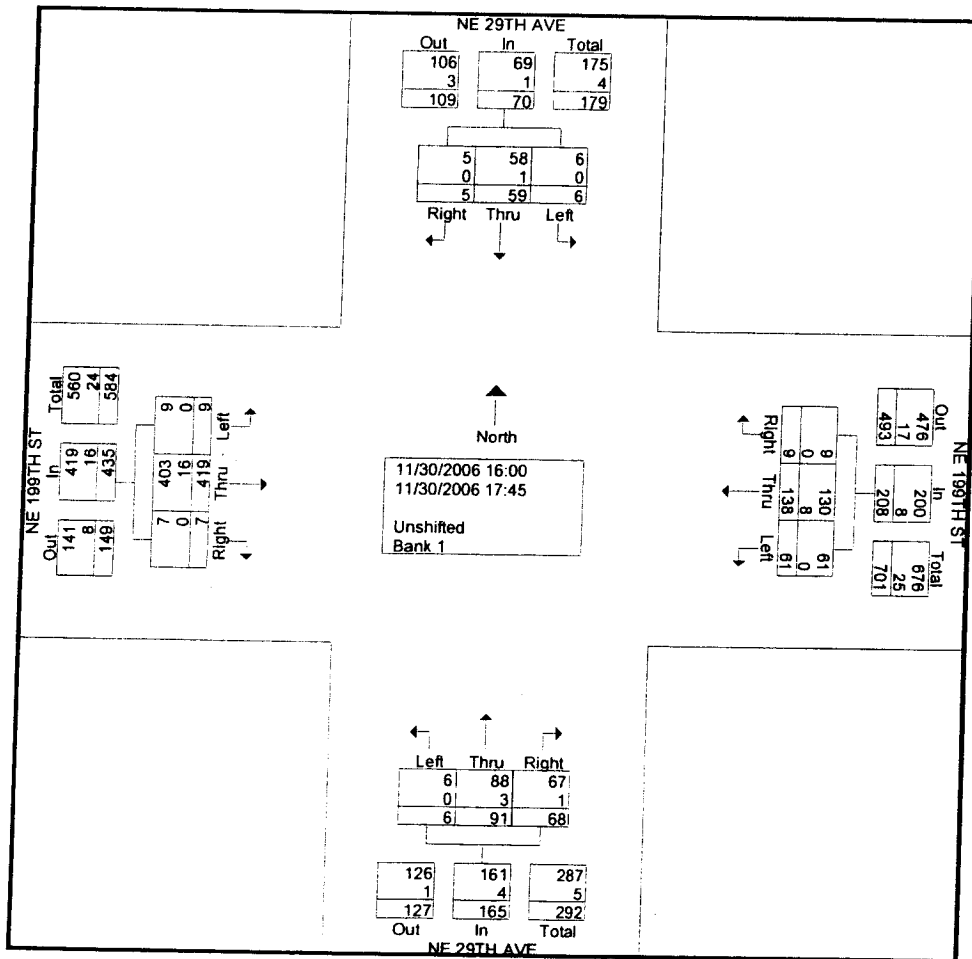 NE 29TH AVE
Out In Total
106 69 175
3 1 4
109 70 179
5 58 6
0 1 0
5 59 6
Right Thru Left
NE 199TH ST
Total In Out
560 419 141
24 16 8
584 435 149
9 403 7
0 16 0
9 419 7
Left Thru Right
North
11/30/2006 16:00
11/30/2006 17:45
Unshifted
Bank 1
Right Thru Left
9 130 61
0 8 0
9 138 61
NE 199TH ST
Out In Total
476 200 676
17 8 25
493 208 701
Left Thru Right
6 88 67
0 3 1
6 91 68
126 161 287
1 4 5
127 165 292
Out In Total
NE 29TH AVE